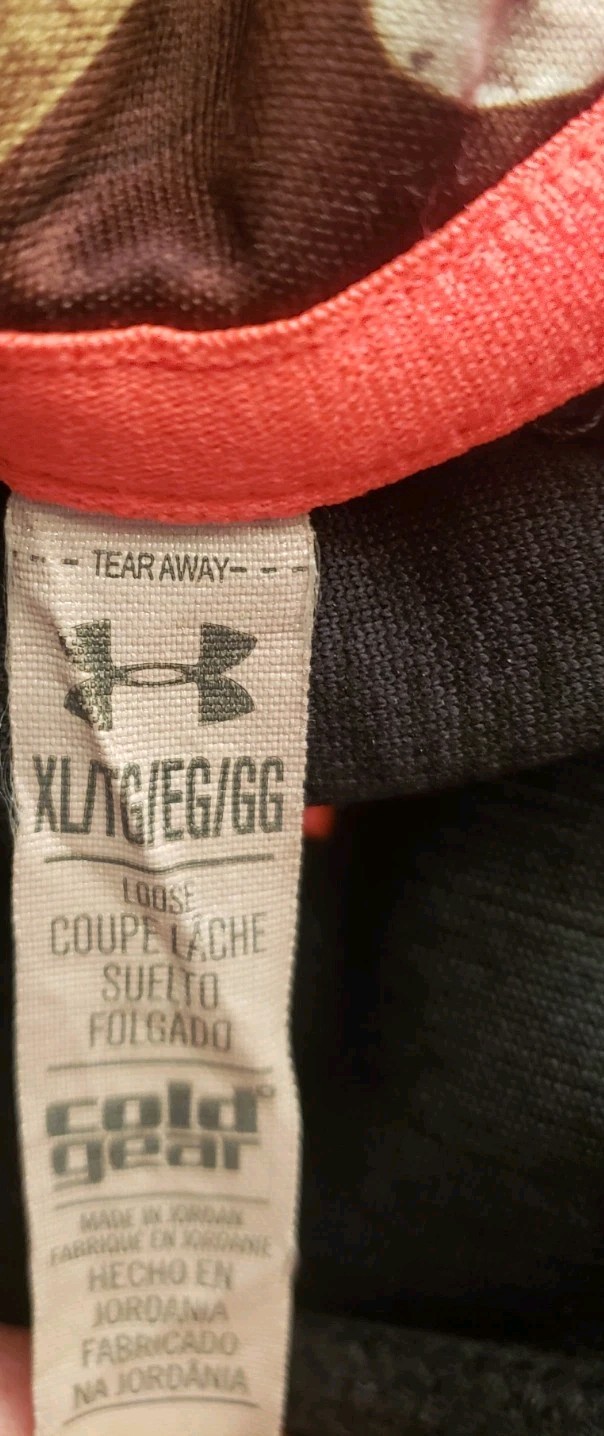 - - - TEAR AWAY- - - -
XL/TG/EG/GG
LOOSE
COUPE LÂCHE
SUELTO
FOLGADO
cold
gear
MADE IN JORDAN
FABRIQUÉ EN JORDANIE
HECHO EN
JORDANIA
FABRICADO
NA JORDÂNIA